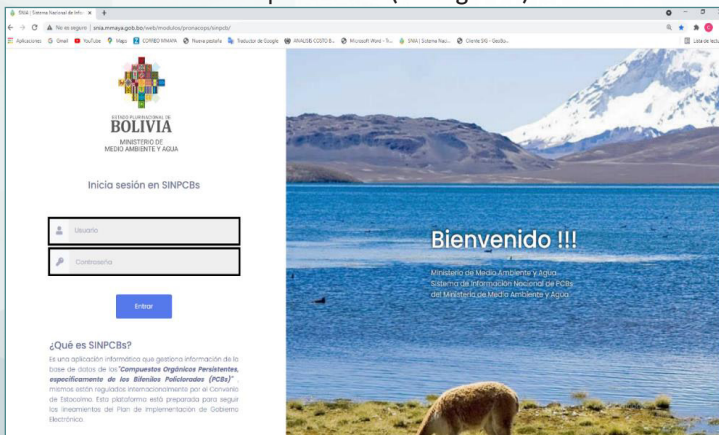 SNIA | Sistema Nacional de Info
No es seguro | snia.mmaya.gob.bo/web/modulos/pronacops/sinpcb/
Aplicaciones Gmail YouTube Maps CORREO MMAYA Nueva pestaña Traductor de Google ANALISIS COSTO B... Microsoft Word - Tr... SNIA | Sistema Naci... Cliente SIG - GeoBo... Lista de lectu
ESTADO PLURINACIONAL DE
BOLIVIA
MINISTERIO DE
MEDIO AMBIENTE Y AGUA
Inicia sesión en SINPCBs
Usuario
Contraseña
Entrar
¿Qué es SINPCBs?
Es una aplicación informática que gestiona información de la
base de datos de los "Compuestos Orgánicos Persistentes,
específicamente de los Bifenilos Policlorados (PCBs)" ,
mismos están regulados internacionalmente por el Convenio
de Estocolmo. Esta plataforma está preparada para seguir
los lineamientos del Plan de Implementación de Gobierno
Electrónico.
Bienvenido !!!
Ministerio de Medio Ambiente y Agua
Sistema de Información Nacional de PCBs
del Ministerio de Medio Ambiente y Agua